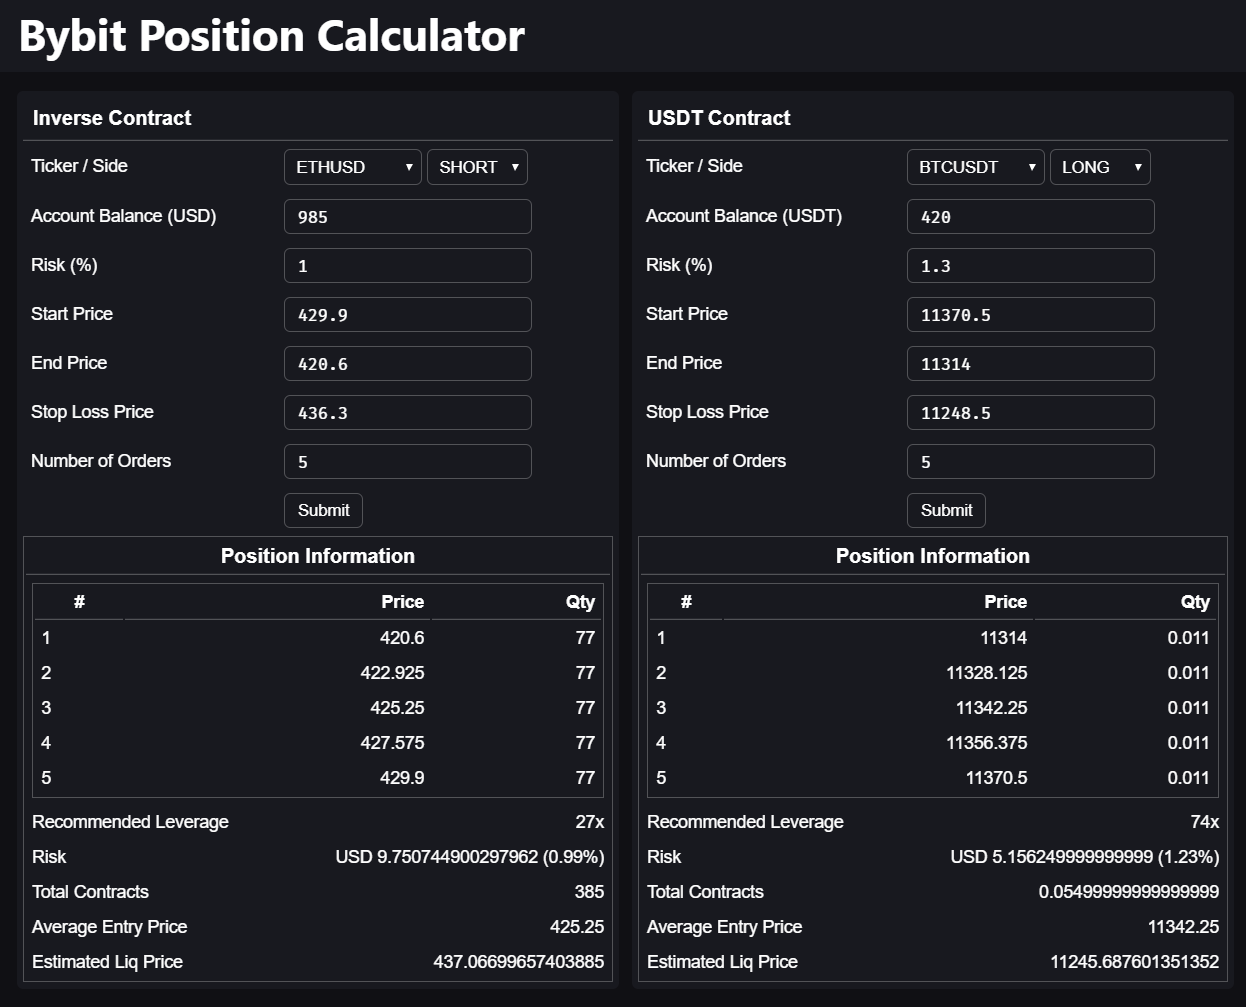 Bybit Position Calculator
Inverse Contract
Ticker / Side ETHUSD SHORT
Account Balance (USD) 985
Risk (%) 1
Start Price 429.9
End Price 420.6
Stop Loss Price 436.3
Number of Orders 5
Submit
Position Information
# Price Qty
1 420.6 77
2 422.925 77
3 425.25 77
4 427.575 77
5 429.9 77
Recommended Leverage 27x
Risk USD 9.750744900297962 (0.99%)
Total Contracts 385
Average Entry Price 425.25
Estimated Liq Price 437.06699657403885
USDT Contract
Ticker / Side BTCUSDT LONG
Account Balance (USDT) 420
Risk (%) 1.3
Start Price 11370.5
End Price 11314
Stop Loss Price 11248.5
Number of Orders 5
Submit
Position Information
# Price Qty
1 11314 0.011
2 11328.125 0.011
3 11342.25 0.011
4 11356.375 0.011
5 11370.5 0.011
Recommended Leverage 74x
Risk USD 5.156249999999999 (1.23%)
Total Contracts 0.05499999999999999
Average Entry Price 11342.25
Estimated Liq Price 11245.687601351352